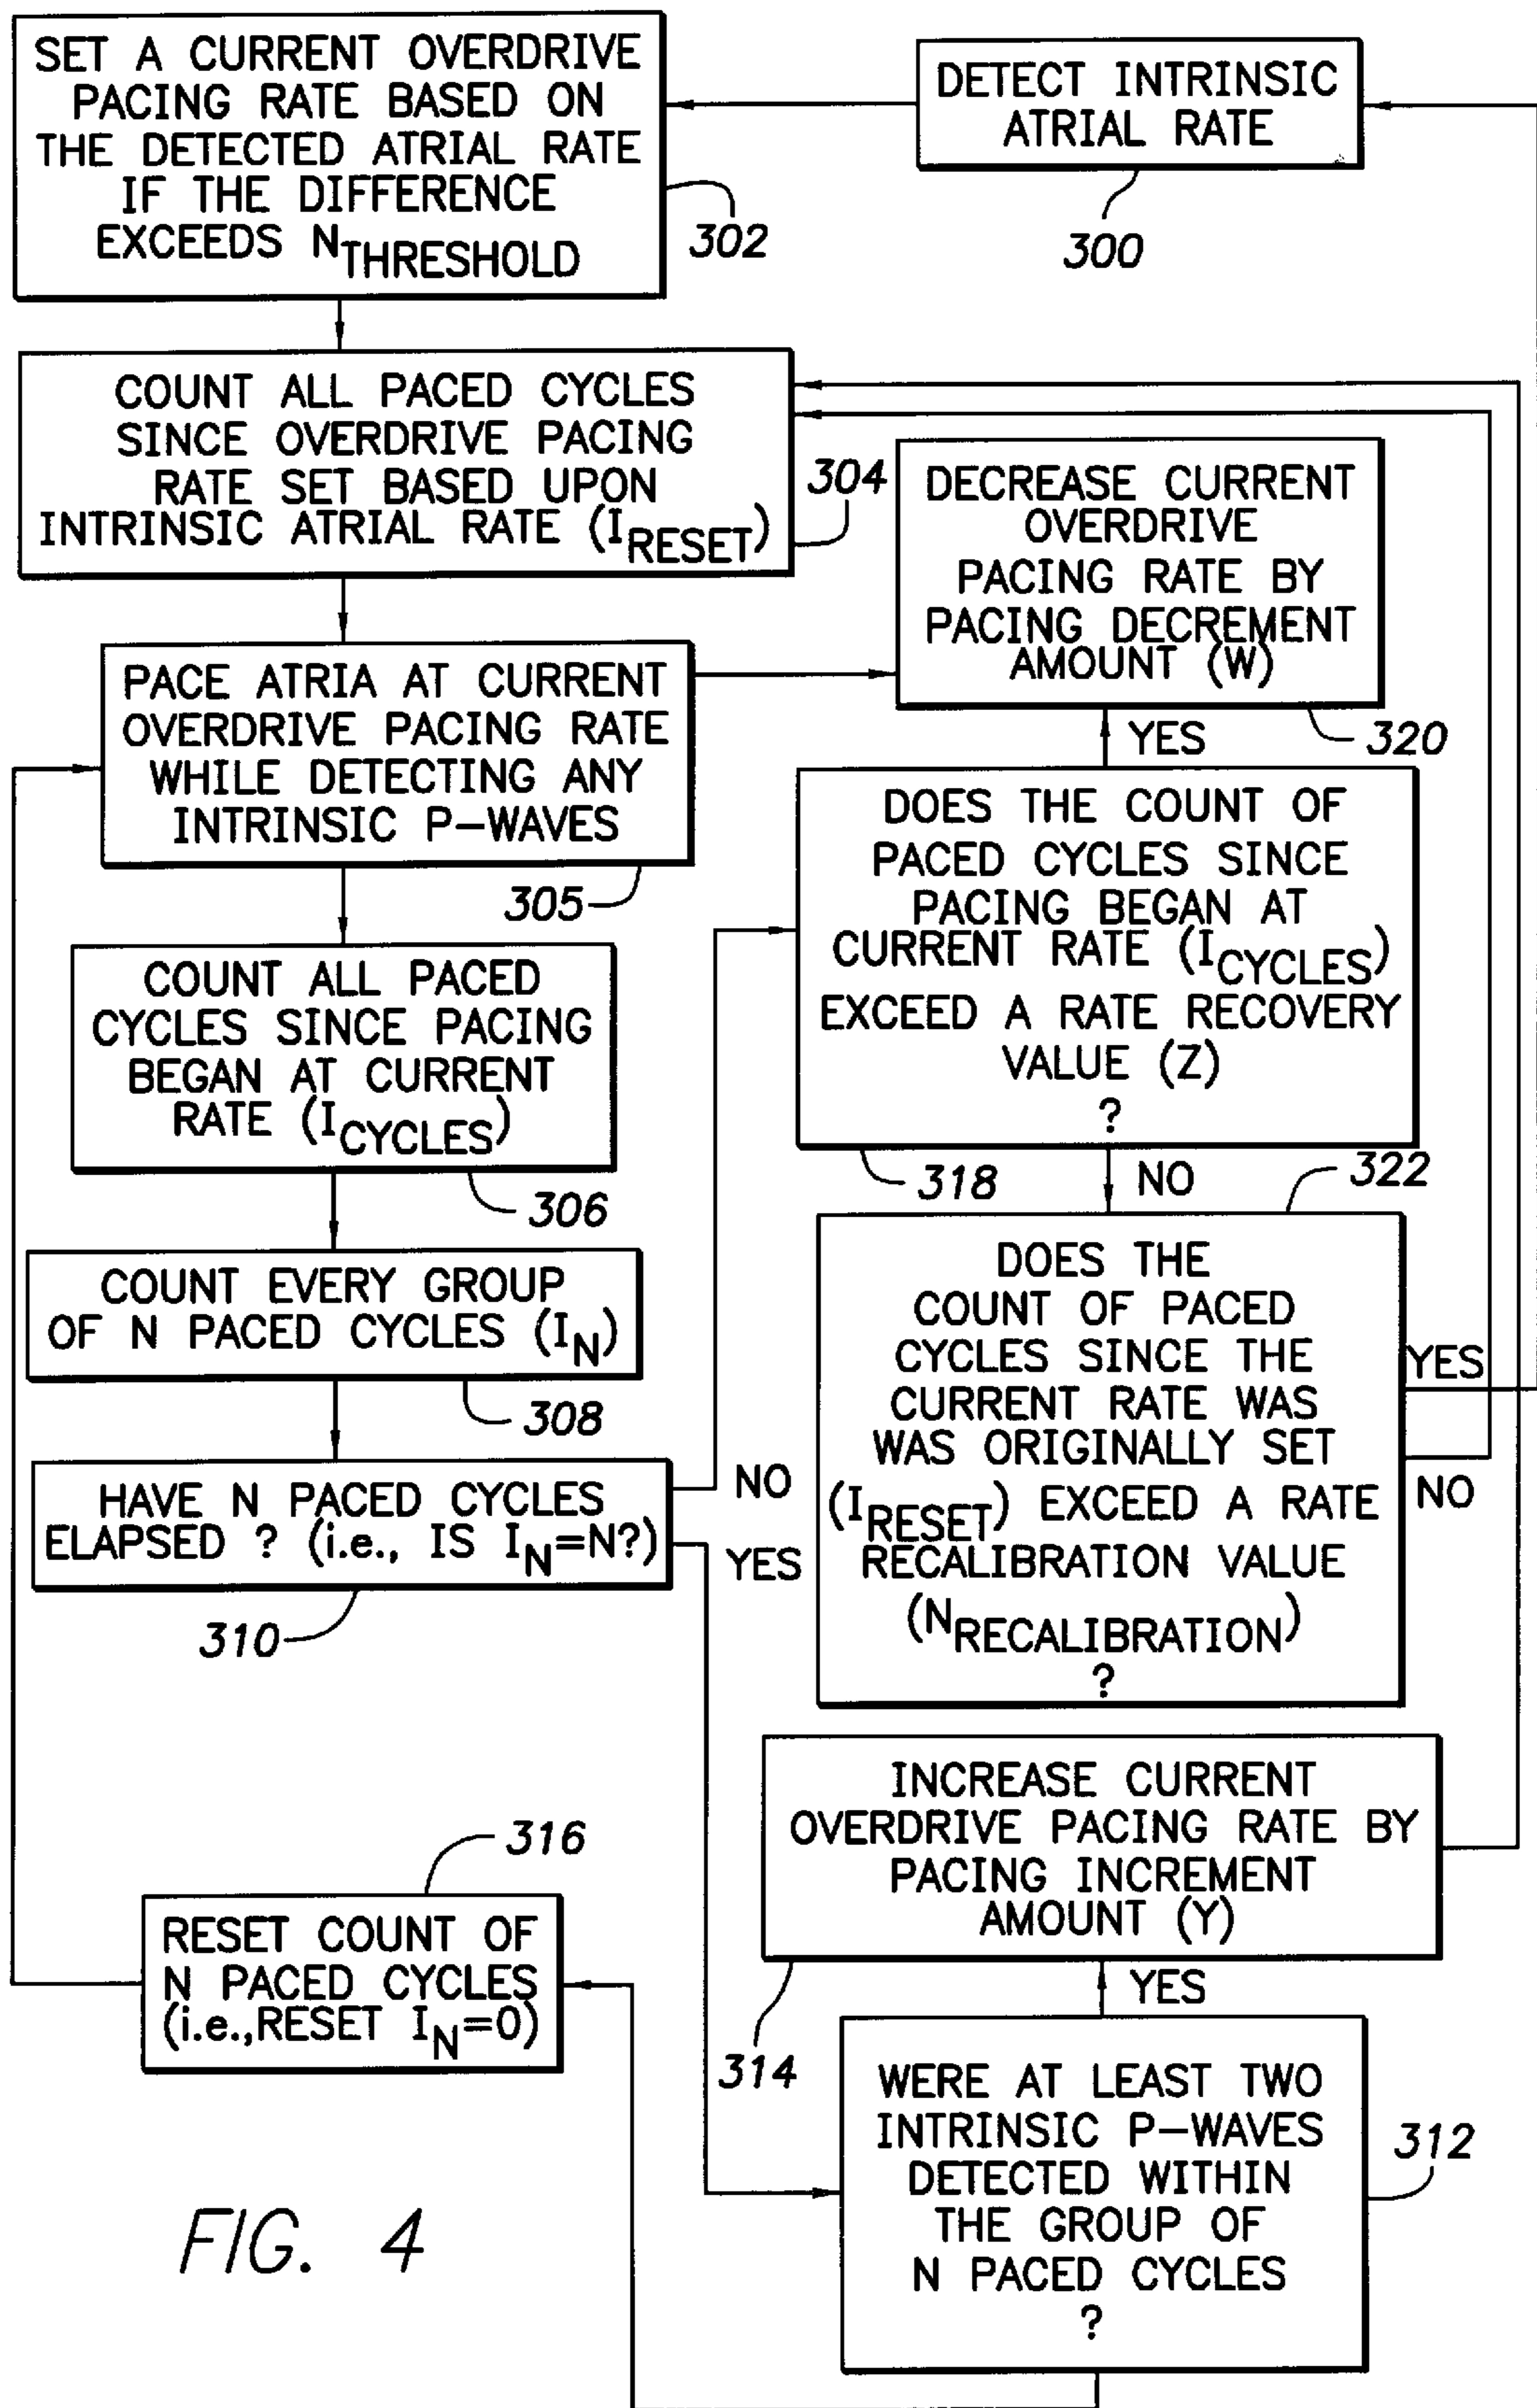 SET A CURRENT OVERDRIVE
PACING RATE BASED ON
THE DETECTED ATRIAL RATE
IF THE DIFFERENCE
EXCEEDS NTHRESHOLD
302
DETECT INTRINSIC
ATRIAL RATE
300
COUNT ALL PACED CYCLES
SINCE OVERDRIVE PACING
RATE SET BASED UPON
INTRINSIC ATRIAL RATE (IRESET)
304
DECREASE CURRENT
OVERDRIVE
PACING RATE BY
PACING DECREMENT
AMOUNT (W)
320
PACE ATRIA AT CURRENT
OVERDRIVE PACING RATE
WHILE DETECTING ANY
INTRINSIC P-WAVES
305
YES
DOES THE COUNT OF
PACED CYCLES SINCE
PACING BEGAN AT
CURRENT RATE (ICYCLES)
EXCEED A RATE RECOVERY
VALUE (Z)
?
318
NO
COUNT ALL PACED
CYCLES SINCE PACING
BEGAN AT CURRENT
RATE (ICYCLES)
306
322
DOES THE
COUNT OF PACED
CYCLES SINCE THE
CURRENT RATE WAS
WAS ORIGINALLY SET
(IRESET) EXCEED A RATE
RECALIBRATION VALUE
(NRECALIBRATION)
?
YES
NO
COUNT EVERY GROUP
OF N PACED CYCLES (IN)
308
HAVE N PACED CYCLES
ELAPSED ? (i.e., IS IN=N?)
NO
YES
310
INCREASE CURRENT
OVERDRIVE PACING RATE BY
PACING INCREMENT
AMOUNT (Y)
314
YES
316
RESET COUNT OF
N PACED CYCLES
(i.e.,RESET IN=0)
WERE AT LEAST TWO
INTRINSIC P-WAVES
DETECTED WITHIN
THE GROUP OF
N PACED CYCLES
?
312
FIG. 4